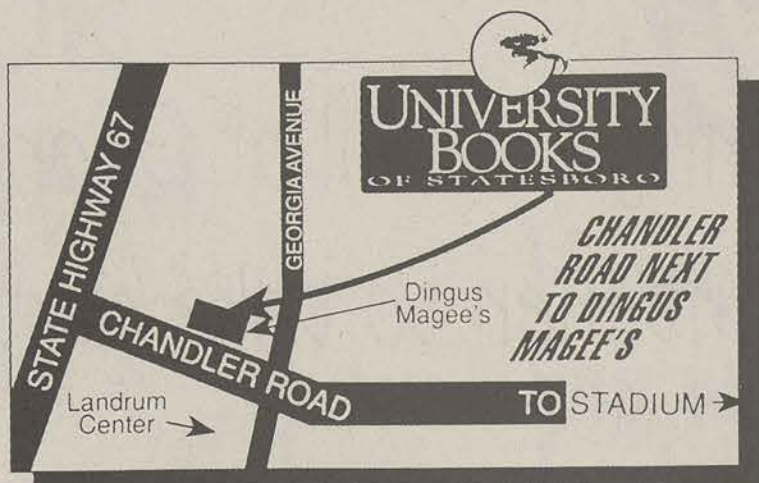 UNIVERSITY
BOOKS
OF STATESBORO
STATE HIGHWAY 67
GEORGIA AVENUE
CHANDLER
ROAD NEXT
TO DINGUS
MAGEE'S
Dingus
Magee's
CHANDLER ROAD
Landrum
Center
TO STADIUM